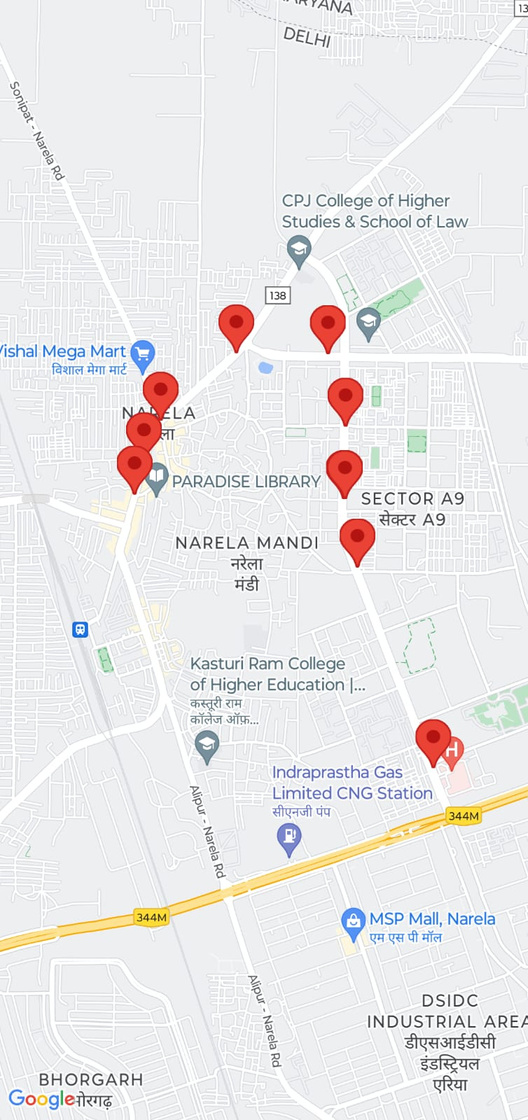 DELHI
Sonipat - Narela Rd
CPJ College of Higher
Studies & School of Law
138
Vishal Mega Mart
विशाल मेगा मार्ट
PARADISE LIBRARY
SECTOR A9
सेक्टर A9
NARELA MANDI
नरेला
मंडी
Kasturi Ram College
of Higher Education |...
कस्तूरी राम
कॉलेज ऑफ़...
H
Indraprastha Gas
Limited CNG Station
सीएनजी पंप
344M
Alipur - Narela Rd
344M
MSP Mall, Narela
एम एस पी मॉल
Alipur - Narela Rd
DSIDC
INDUSTRIAL AREA
डीएसआईडीसी
इंडस्ट्रियल
एरिया
BHORGARH
Google